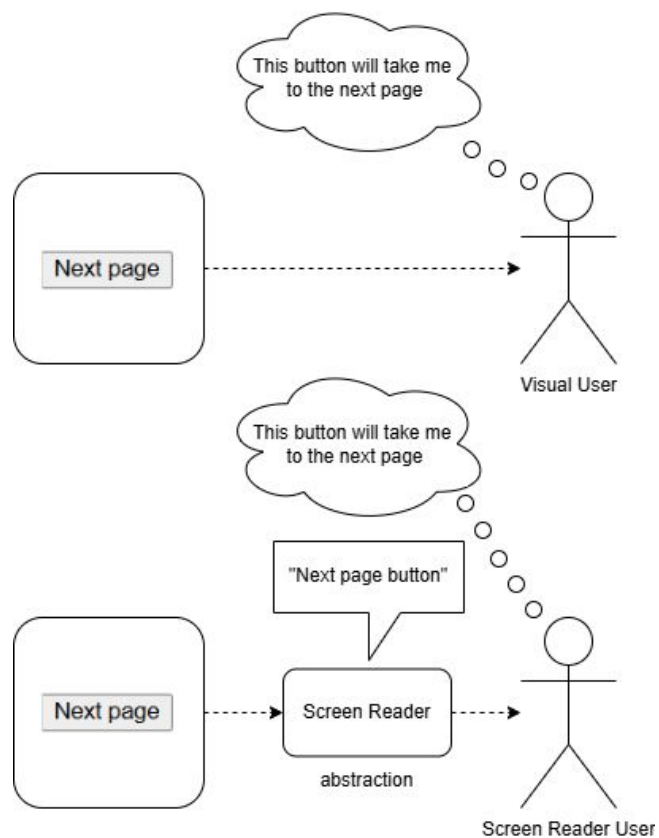 This button will take me
to the next page
Next page
Visual User
This button will take me
to the next page
"Next page button"
Next page
Screen Reader
abstraction
Screen Reader User